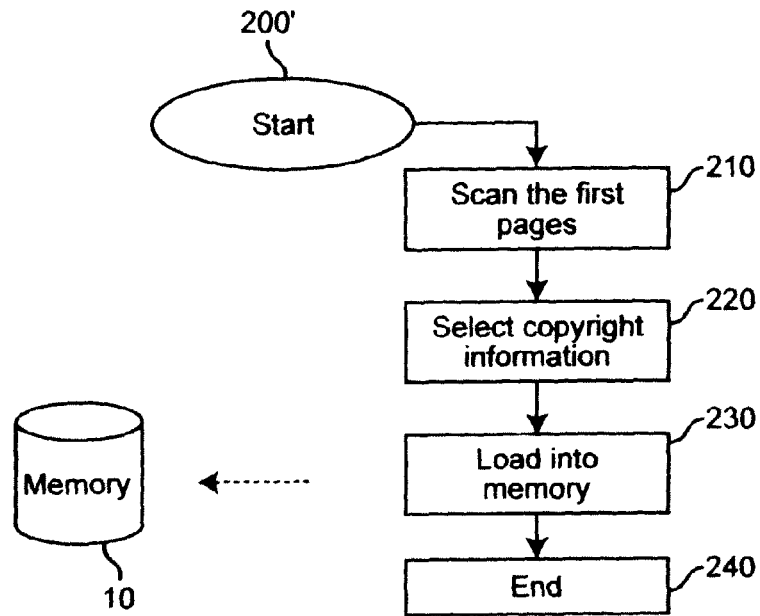 200'
Start
210
Scan the first
pages
220
Select copyright
information
230
Load into
memory
Memory
10
240
End